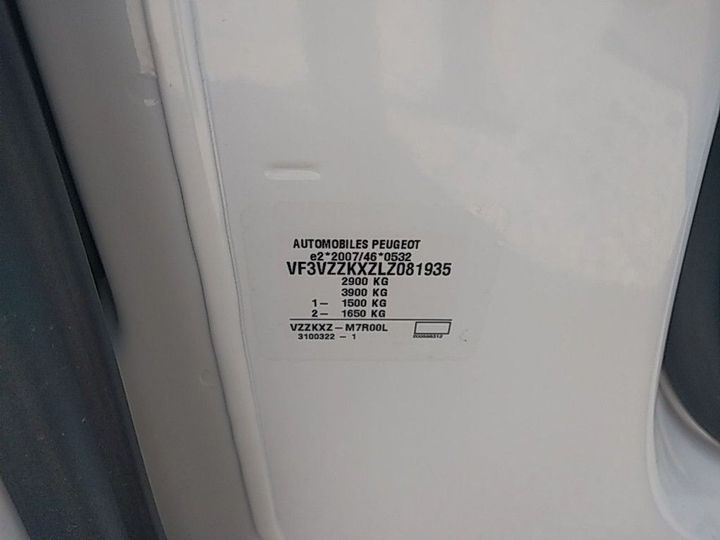 AUTOMOBILES PEUGEOT
e2*2007/46*0532
VF3VZZKXZLZ081935
2900 KG
3900 KG
1- 1500 KG
2- 1650 KG
VZZKXZ-M7R00L
3100322 - 1